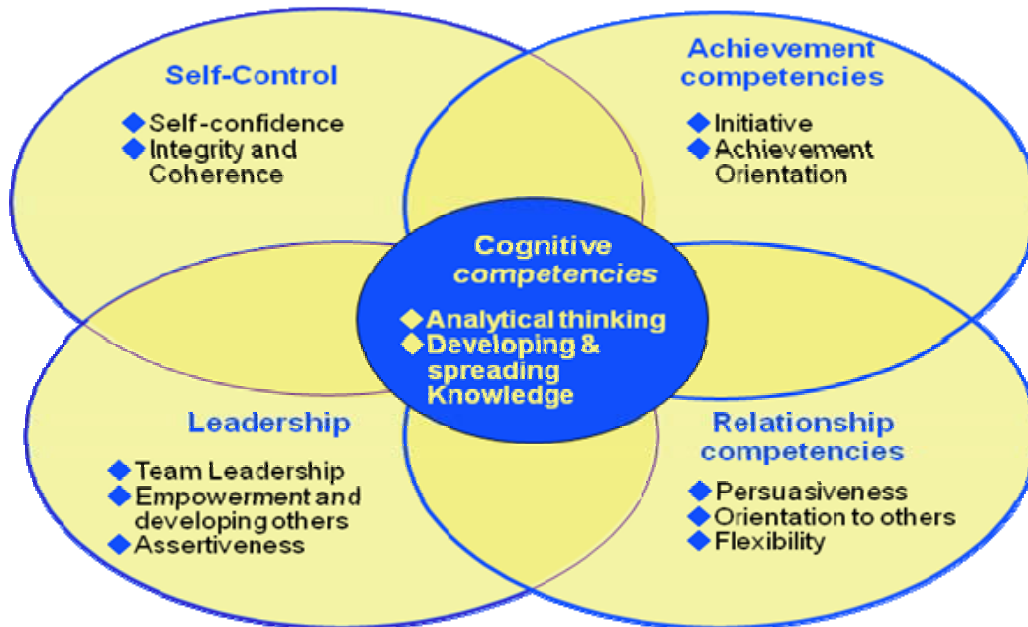 Self-Control
◆ Self-confidence
◆ Integrity and
Coherence
Achievement
competencies
◆ Initiative
◆ Achievement
Orientation
Cognitive
competencies
◆ Analytical thinking
◆ Developing &
spreading
Knowledge
Leadership
◆ Team Leadership
◆ Empowerment and
developing others
◆ Assertiveness
Relationship
competencies
◆ Persuasiveness
◆ Orientation to others
◆ Flexibility